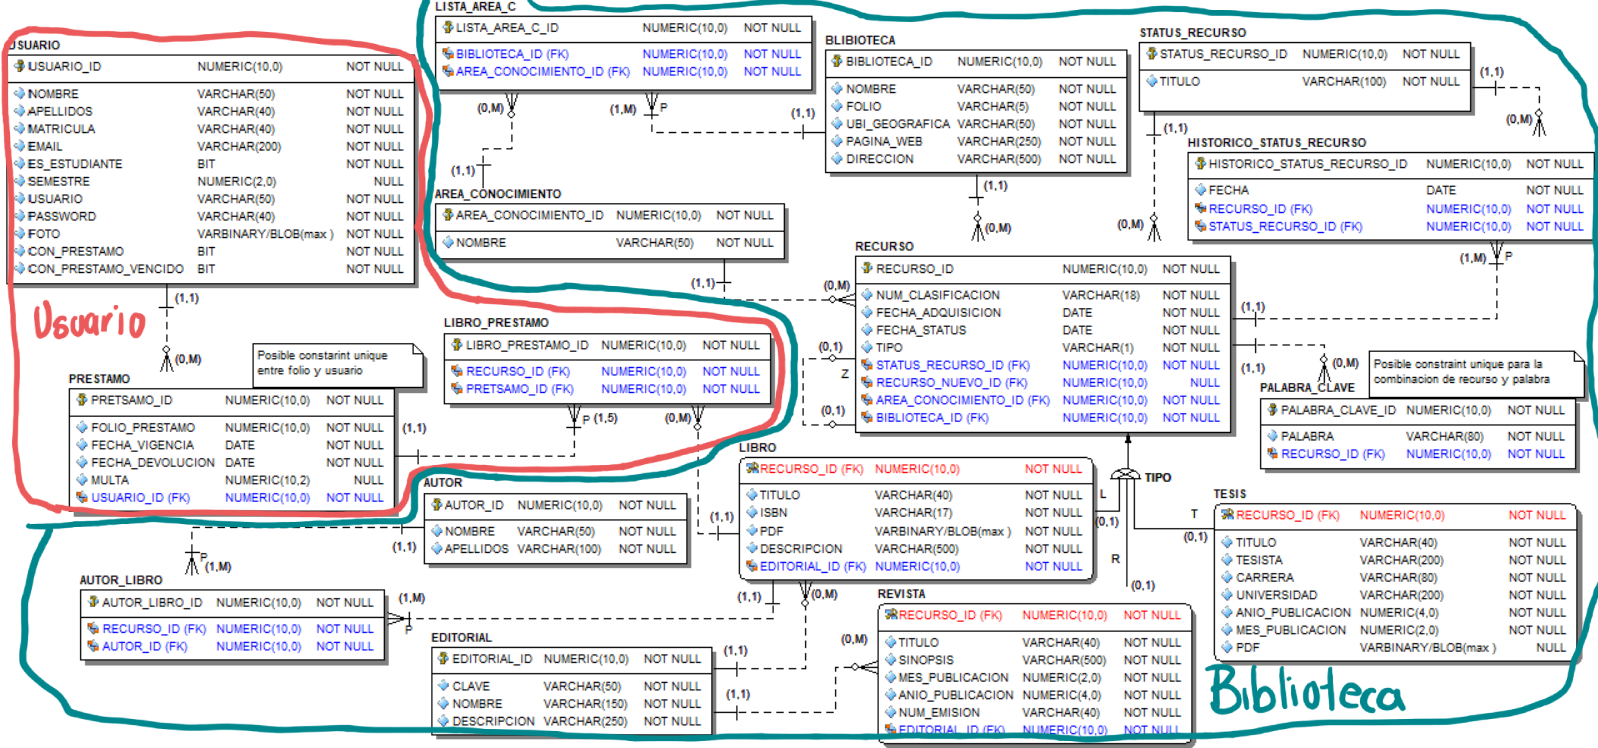 LISTA_AREA_C
LISTA_AREA_C_ID NUMERIC(10,0) NOT NULL
BIBLIOTECA_ID (FK) NUMERIC(10,0) NOT NULL
AREA_CONOCIMIENTO_ID (FK) NUMERIC(10,0) NOT NULL
(0,M)
(1,M) P
(1,1)
(1,1)
USUARIO
USUARIO_ID NUMERIC(10,0) NOT NULL
NOMBRE VARCHAR(50) NOT NULL
APELLIDOS VARCHAR(40) NOT NULL
MATRICULA VARCHAR(40) NOT NULL
EMAIL VARCHAR(200) NOT NULL
ES_ESTUDIANTE BIT NOT NULL
SEMESTRE NUMERIC(2,0) NULL
USUARIO VARCHAR(50) NOT NULL
PASSWORD VARCHAR(40) NOT NULL
FOTO VARBINARY/BLOB(max ) NOT NULL
CON_PRESTAMO BIT NOT NULL
CON_PRESTAMO_VENCIDO BIT NOT NULL
(1,1)
Usuario
(0,M)
BLIBIOTECA
BIBLIOTECA_ID NUMERIC(10,0) NOT NULL
NOMBRE VARCHAR(50) NOT NULL
FOLIO VARCHAR(5) NOT NULL
UBI_GEOGRAFICA VARCHAR(50) NOT NULL
PAGINA_WEB VARCHAR(250) NOT NULL
DIRECCION VARCHAR(500) NOT NULL
(1,1)
(0,M)
STATUS_RECURSO
STATUS_RECURSO_ID NUMERIC(10,0) NOT NULL
TITULO VARCHAR(100) NOT NULL
(1,1)
(0,M)
(1,1)
(0,M)
HISTORICO_STATUS_RECURSO
HISTORICO_STATUS_RECURSO_ID NUMERIC(10,0) NOT NULL
FECHA DATE NOT NULL
RECURSO_ID (FK) NUMERIC(10,0) NOT NULL
STATUS_RECURSO_ID (FK) NUMERIC(10,0) NOT NULL
(1,M) P
(1,1)
AREA_CONOCIMIENTO
AREA_CONOCIMIENTO_ID NUMERIC(10,0) NOT NULL
NOMBRE VARCHAR(50) NOT NULL
(1,1)
(0,M)
RECURSO
RECURSO_ID NUMERIC(10,0) NOT NULL
NUM_CLASIFICACION VARCHAR(18) NOT NULL
FECHA_ADQUISICION DATE NOT NULL
FECHA_STATUS DATE NOT NULL
TIPO VARCHAR(1) NOT NULL
STATUS_RECURSO_ID (FK) NUMERIC(10,0) NOT NULL
RECURSO_NUEVO_ID (FK) NUMERIC(10,0) NULL
AREA_CONOCIMIENTO_ID (FK) NUMERIC(10,0) NOT NULL
BIBLIOTECA_ID (FK) NUMERIC(10,0) NOT NULL
(0,1)
Z
(0,1)
(1,1)
(0,M)
Posible constraint unique para la
combinacion de recurso y palabra
PALABRA_CLAVE
PALABRA_CLAVE_ID NUMERIC(10,0) NOT NULL
PALABRA VARCHAR(80) NOT NULL
RECURSO_ID (FK) NUMERIC(10,0) NOT NULL
LIBRO_PRESTAMO
LIBRO_PRESTAMO_ID NUMERIC(10,0) NOT NULL
RECURSO_ID (FK) NUMERIC(10,0) NOT NULL
PRETSAMO_ID (FK) NUMERIC(10,0) NOT NULL
P (1,5)
(0,M)
Posible constarint unique
entre folio y usuario
PRESTAMO
PRETSAMO_ID NUMERIC(10,0) NOT NULL
FOLIO_PRESTAMO NUMERIC(10,0) NOT NULL
FECHA_VIGENCIA DATE NOT NULL
FECHA_DEVOLUCION DATE NOT NULL
MULTA NUMERIC(10,2) NULL
USUARIO_ID (FK) NUMERIC(10,0) NOT NULL
(1,1)
AUTOR
AUTOR_ID NUMERIC(10,0) NOT NULL
NOMBRE VARCHAR(50) NOT NULL
APELLIDOS VARCHAR(100) NOT NULL
(1,1)
P
(1,M)
LIBRO
RECURSO_ID (FK) NUMERIC(10,0) NOT NULL
TITULO VARCHAR(40) NOT NULL
ISBN VARCHAR(17) NOT NULL
PDF VARBINARY/BLOB(max ) NOT NULL
DESCRIPCION VARCHAR(500) NOT NULL
EDITORIAL_ID (FK) NUMERIC(10,0) NOT NULL
(1,1)
(1,1)
(0,M)
TIPO
L
(0,1)
T
(0,1)
R
(0,1)
TESIS
RECURSO_ID (FK) NUMERIC(10,0) NOT NULL
TITULO VARCHAR(40) NOT NULL
TESISTA VARCHAR(200) NOT NULL
CARRERA VARCHAR(80) NOT NULL
UNIVERSIDAD VARCHAR(200) NOT NULL
ANIO_PUBLICACION NUMERIC(4,0) NOT NULL
MES_PUBLICACION NUMERIC(2,0) NOT NULL
PDF VARBINARY/BLOB(max ) NULL
AUTOR_LIBRO
AUTOR_LIBRO_ID NUMERIC(10,0) NOT NULL
RECURSO_ID (FK) NUMERIC(10,0) NOT NULL
AUTOR_ID (FK) NUMERIC(10,0) NOT NULL
(1,M)
P
EDITORIAL
EDITORIAL_ID NUMERIC(10,0) NOT NULL
CLAVE VARCHAR(50) NOT NULL
NOMBRE VARCHAR(150) NOT NULL
DESCRIPCION VARCHAR(250) NOT NULL
(1,1)
(1,1)
(0,M)
REVISTA
RECURSO_ID (FK) NUMERIC(10,0) NOT NULL
TITULO VARCHAR(40) NOT NULL
SINOPSIS VARCHAR(500) NOT NULL
MES_PUBLICACION NUMERIC(2,0) NOT NULL
ANIO_PUBLICACION NUMERIC(4,0) NOT NULL
NUM_EMISION VARCHAR(40) NOT NULL
EDITORIAL_ID (FK) NUMERIC(10,0) NOT NULL
Biblioteca